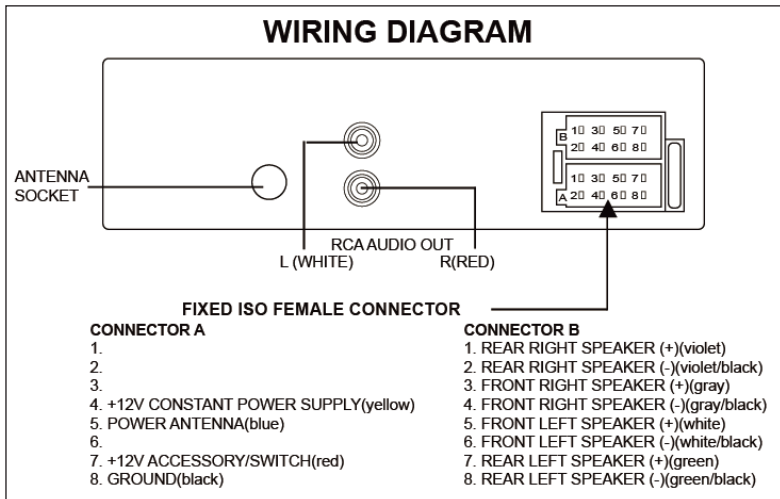 WIRING DIAGRAM
B 1 3 5 7
2 4 6 8
1 3 5 7
A 2 4 6 8
ANTENNA
SOCKET
RCA AUDIO OUT
L (WHITE) R(RED)
FIXED ISO FEMALE CONNECTOR
CONNECTOR A
1.
2.
3.
4. +12V CONSTANT POWER SUPPLY(yellow)
5. POWER ANTENNA(blue)
6.
7. +12V ACCESSORY/SWITCH(red)
8. GROUND(black)
CONNECTOR B
1. REAR RIGHT SPEAKER (+)(violet)
2. REAR RIGHT SPEAKER (-)(violet/black)
3. FRONT RIGHT SPEAKER (+)(gray)
4. FRONT RIGHT SPEAKER (-)(gray/black)
5. FRONT LEFT SPEAKER (+)(white)
6. FRONT LEFT SPEAKER (-)(white/black)
7. REAR LEFT SPEAKER (+)(green)
8. REAR LEFT SPEAKER (-)(green/black)